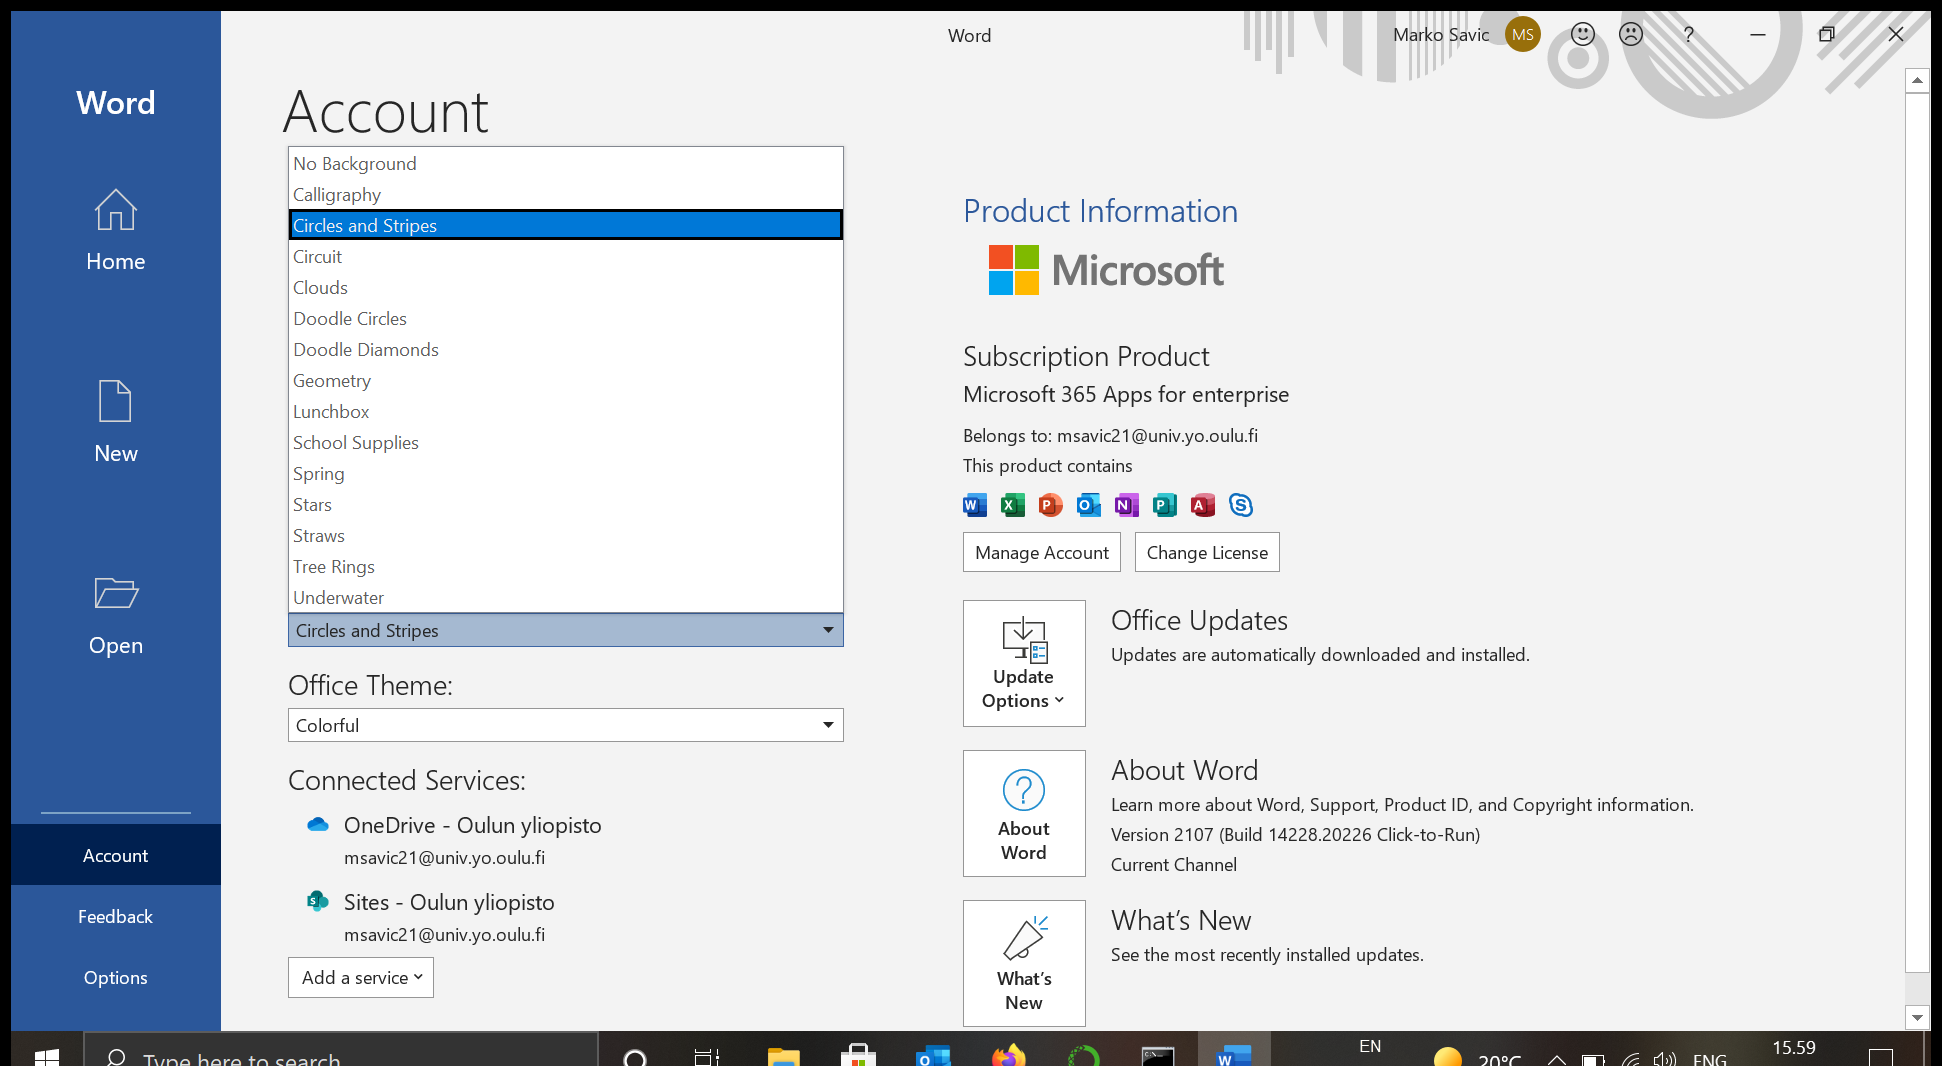 Word
Marko Savic
MS
?
Word
Home
New
Open
Account
Feedback
Options
Account
No Background
Calligraphy
Circles and Stripes
Circuit
Clouds
Doodle Circles
Doodle Diamonds
Geometry
Lunchbox
School Supplies
Spring
Stars
Straws
Tree Rings
Underwater
Circles and Stripes
Office Theme:
Colorful
Connected Services:
OneDrive - Oulun yliopisto
msavic21@univ.yo.oulu.fi
Sites - Oulun yliopisto
msavic21@univ.yo.oulu.fi
Add a service
Product Information
Microsoft
Subscription Product
Microsoft 365 Apps for enterprise
Belongs to: msavic21@univ.yo.oulu.fi
This product contains
W X P O N P A S
Manage Account
Change License
Update
Options
Office Updates
Updates are automatically downloaded and installed.
About
Word
About Word
Learn more about Word, Support, Product ID, and Copyright information.
Version 2107 (Build 14228.20226 Click-to-Run)
Current Channel
What's
New
What's New
See the most recently installed updates.
Type here to search
EN
20°C
ENG
15.59